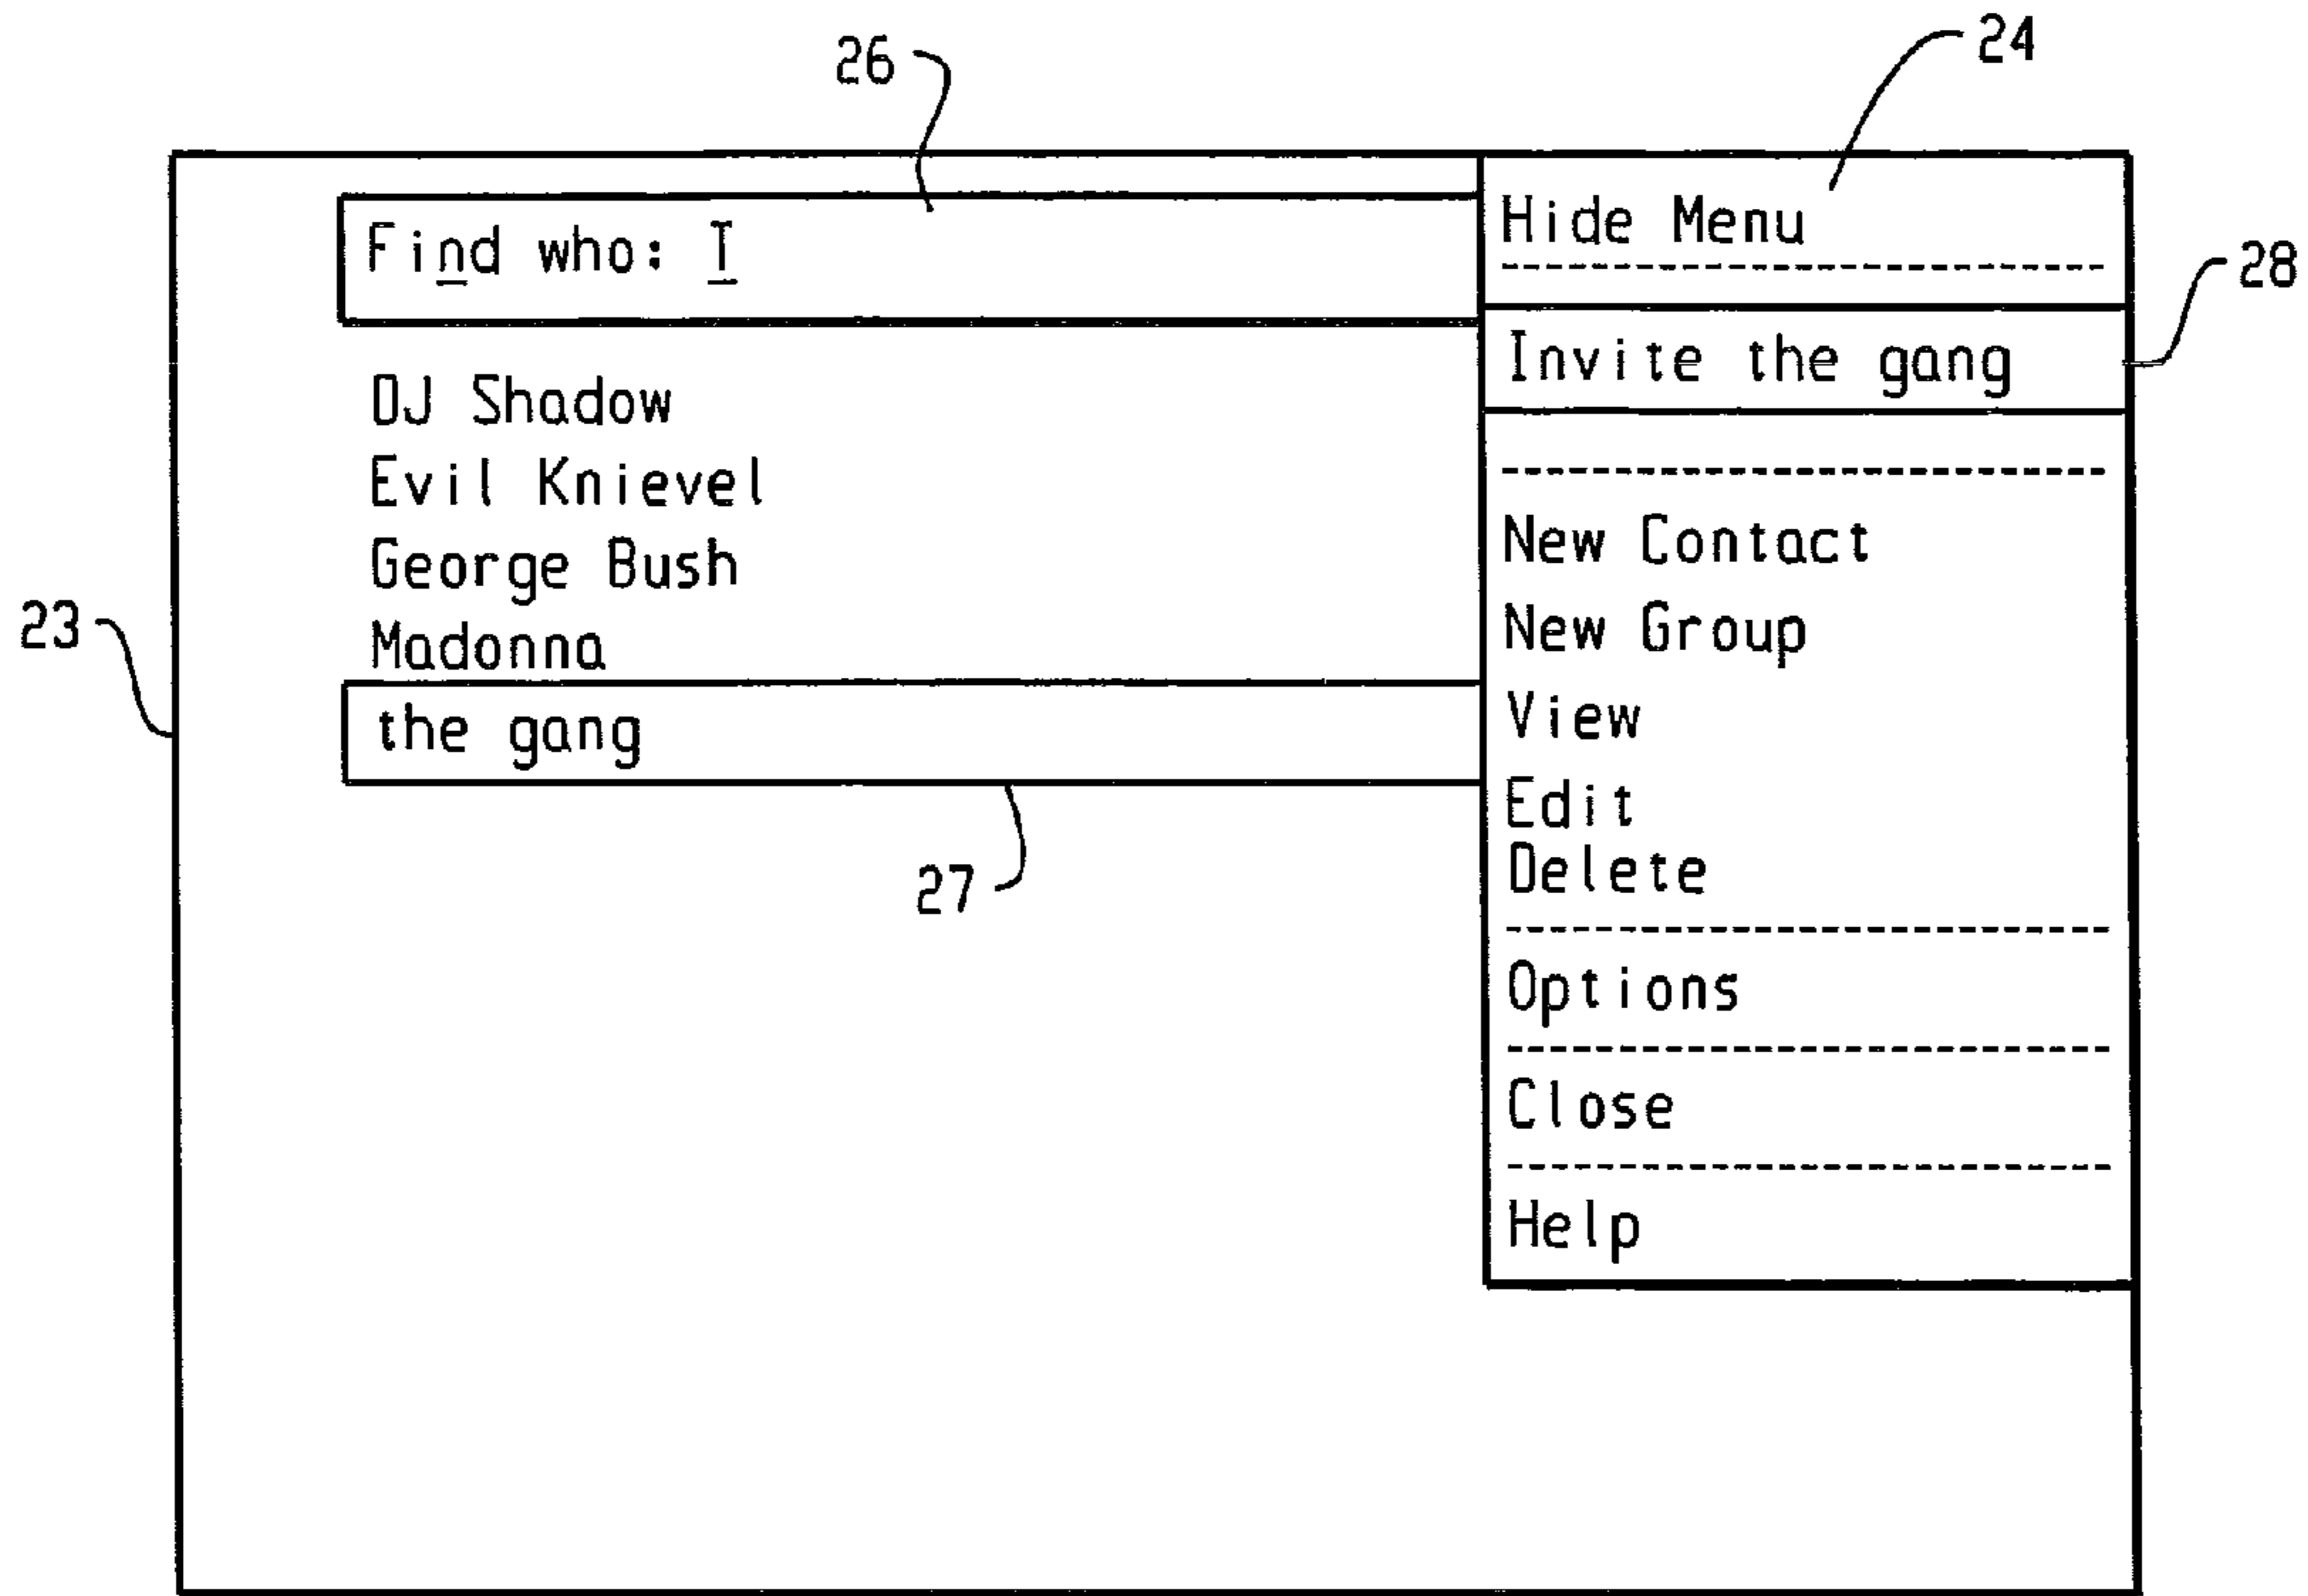 26
24
Find who: I
Hide Menu
28
Invite the gang
DJ Shadow
Evil Knievel
George Bush
Madonna
the gang
23
27
New Contact
New Group
View
Edit
Delete
Options
Close
Help